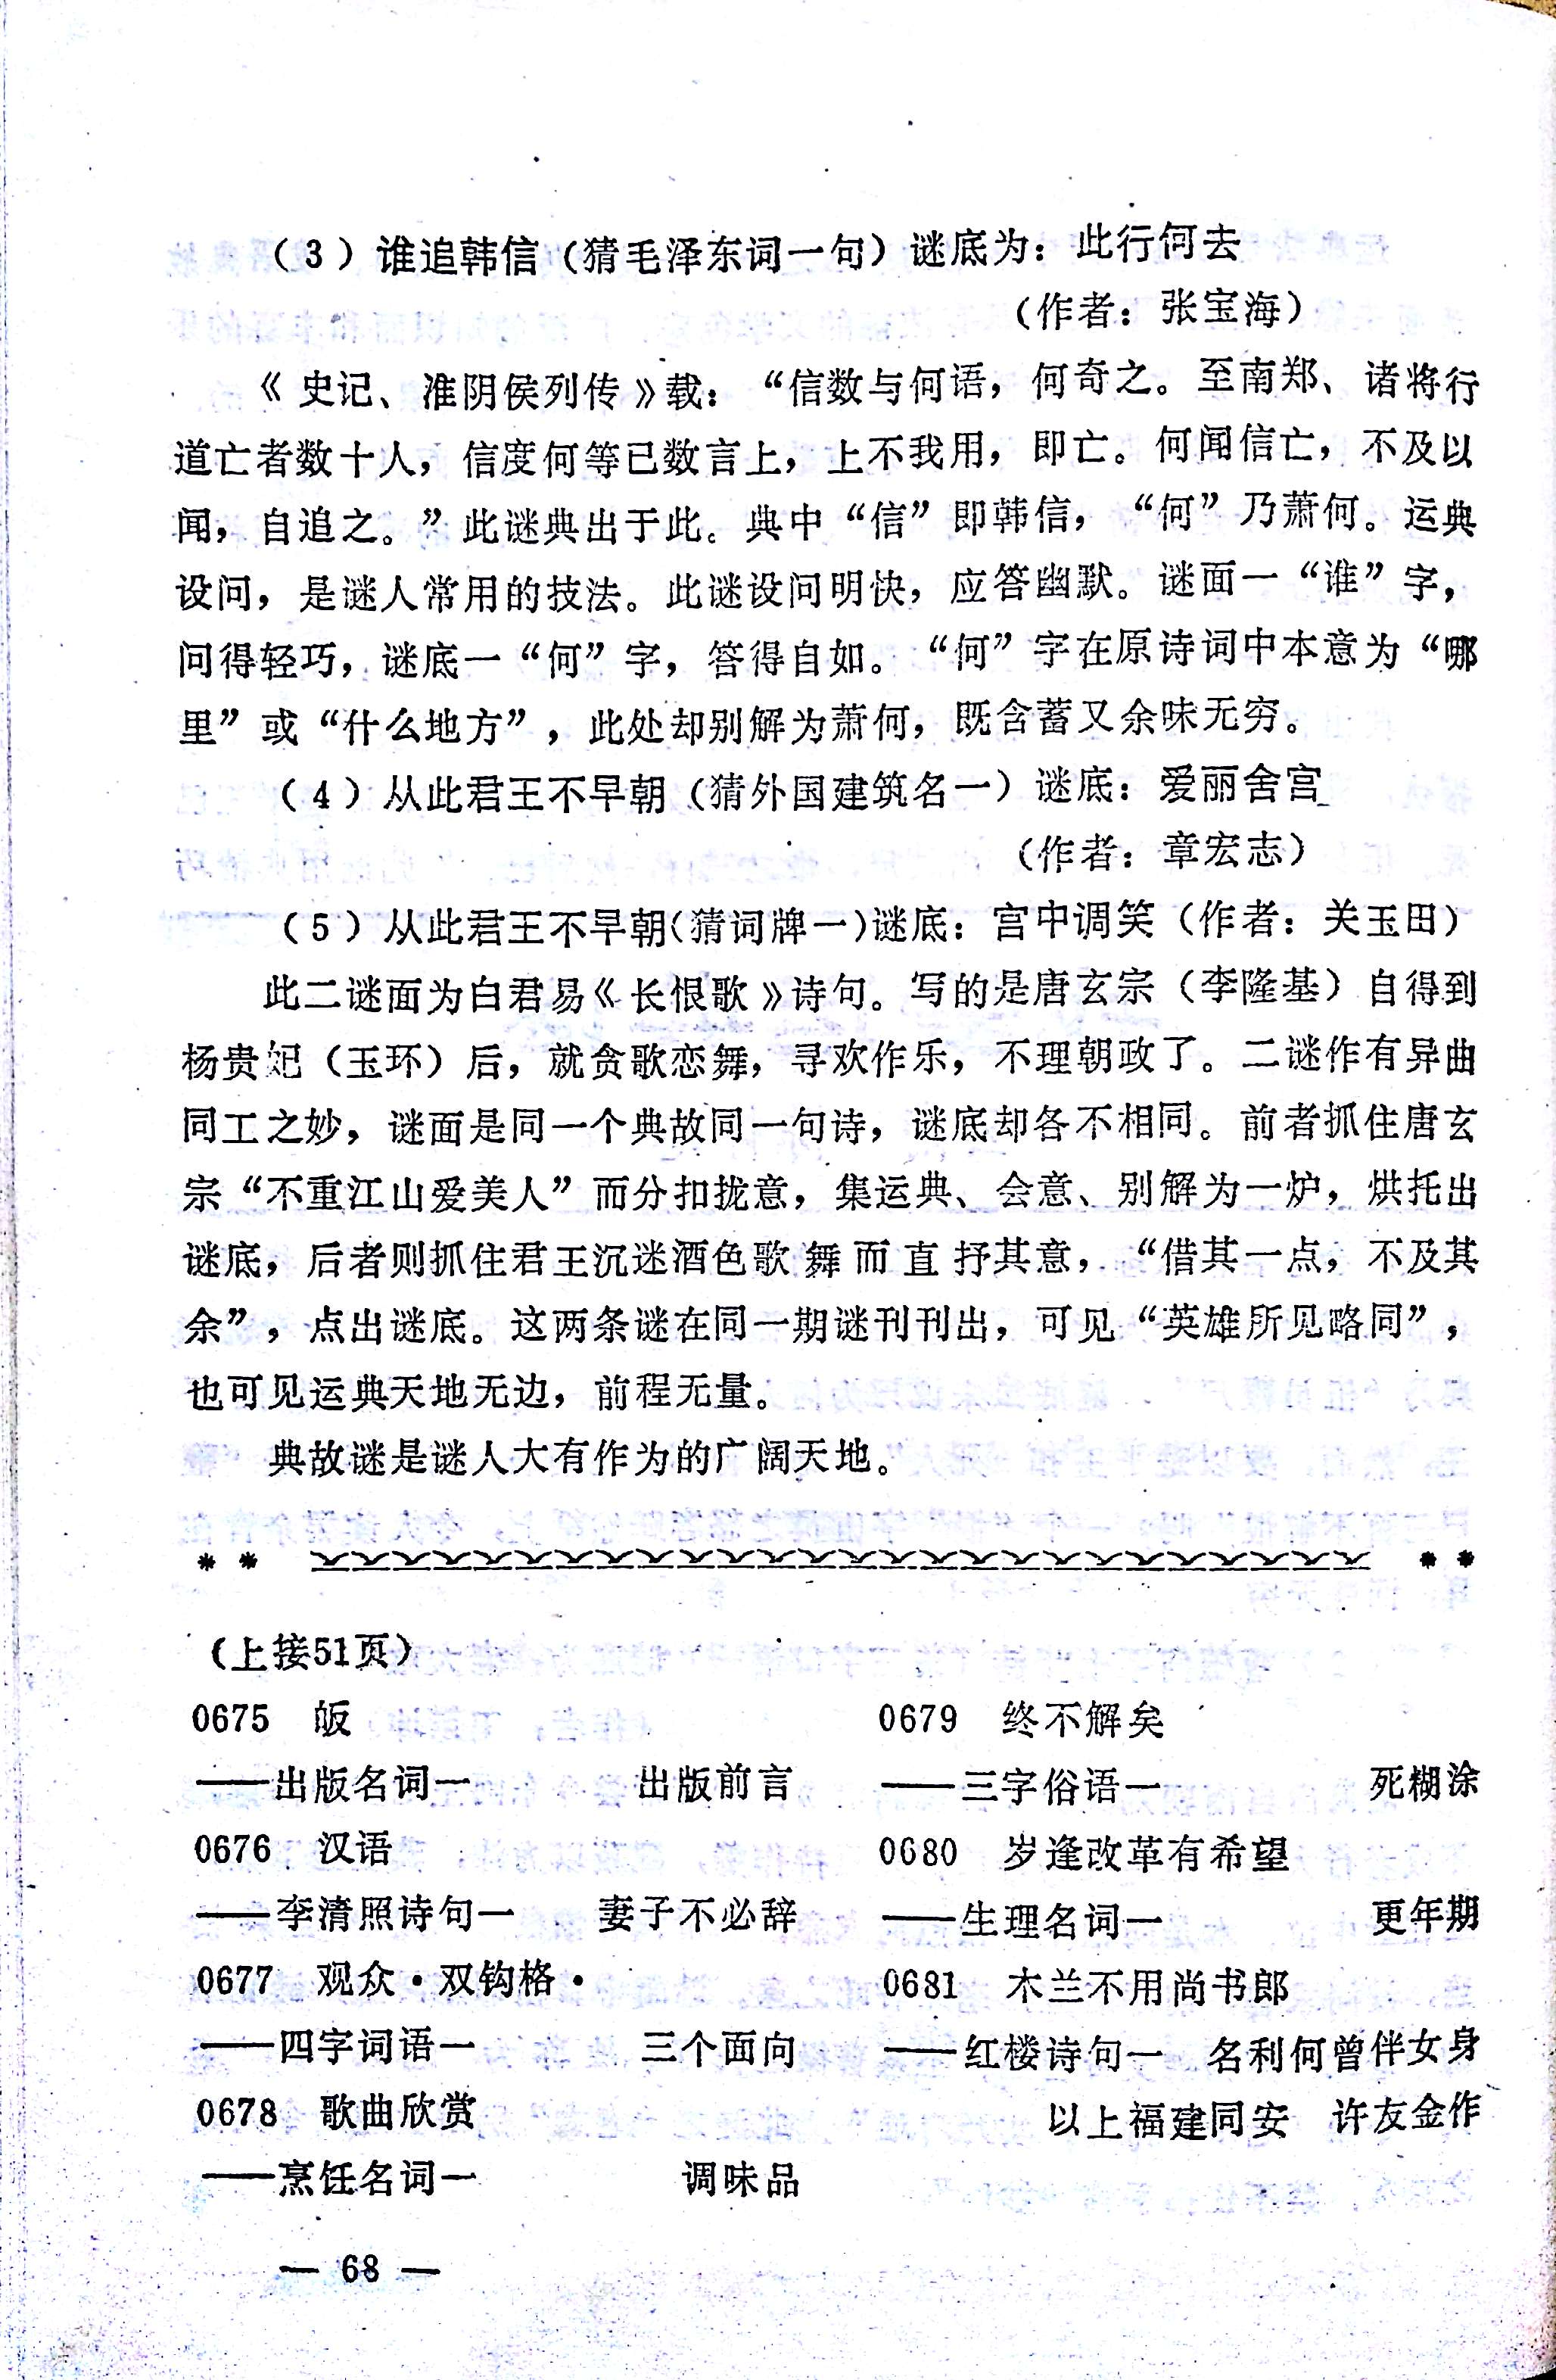 （3）谁追韩信（猜毛泽东词一句）谜底为：此行何去
（作者：张宝海）
《史记、准阴侯列传》载：“信数与何语，何奇之。至南郑、诸将行
道亡者数十人，信度何等已数言上，上不我用，即亡。何闻信亡，不及以
闻，自追之。”此谜典出于此。典中“信”即韩信，“何”乃萧何。运典
设问，是谜人常用的技法。此谜设问明快，应答幽默。谜面一“谁”字，
问得轻巧，谜底一“何”字，答得自如。“何”字在原诗词中本意为“哪
里”或“什么地方”，此处却别解为萧何，既含蓄又余味无穷。
（4）从此君王不早朝（猜外国建筑名一）谜底：爱丽舍宫
（作者：章宏志）
（5）从此君王不早朝（猜词牌一）谜底：宫中调笑（作者：关玉田）
此二谜面为白君易《长恨歌》诗句。写的是唐玄宗（李隆基）自得到
杨贵妃（玉环）后，就贪歌恋舞，寻欢作乐，不理朝政了。二谜作有异曲
同工之妙，谜面是同一个典故同一句诗，谜底却各不相同。前者抓住唐玄
宗“不重江山爱美人”而分扣拢意，集运典、会意、别解为一炉，烘托出
谜底，后者则抓住君王沉迷酒色歌舞而直抒其意，“借其一点，不及其
余”，点出谜底。这两条谜在同一期谜刊刊出，可见“英雄所见略同”，
也可见运典天地无边，前程无量。
典故谜是谜人大有作为的广阔天地。
（上接51页）
0675 皈
——出版名词一 出版前言
0676 汉语
——李清照诗句一 妻子不必辞
0677 观众·双钩格·
——四字词语一 三个面向
0678 歌曲欣赏
——烹饪名词一 调味品
0679 终不解矣
——三字俗语一 死糊涂
0680 岁逢改革有希望
——生理名词一 更年期
0681 木兰不用尚书郎
——红楼诗句一 名利何曾伴女身
以上福建同安 许友金作
— 68 —